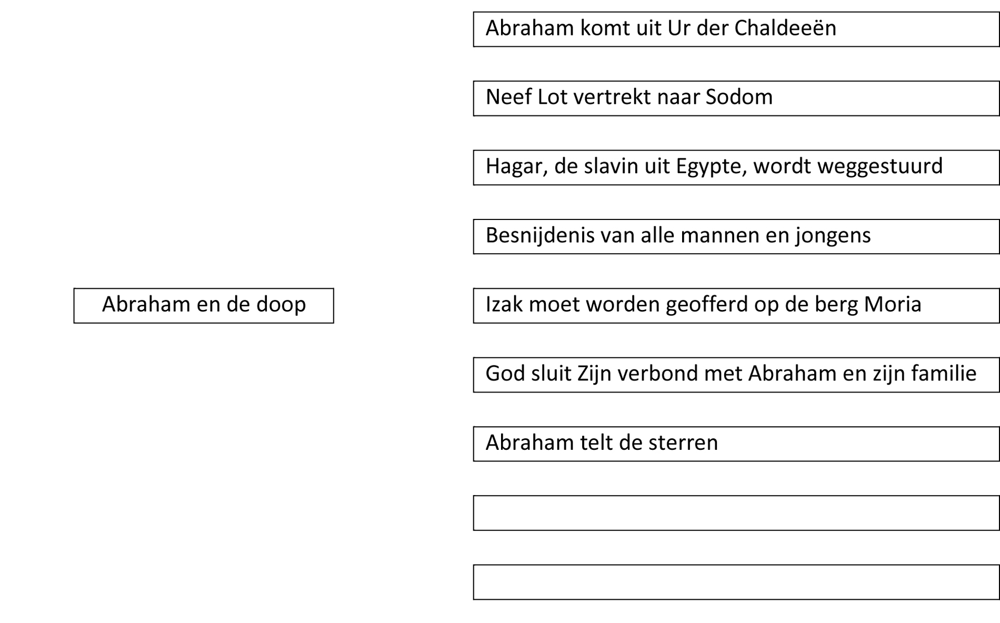 Abraham komt uit Ur der Chaldeeën
Neef Lot vertrekt naar Sodom
Hagar, de slavin uit Egypte, wordt weggestuurd
Besnijdenis van alle mannen en jongens
Abraham en de doop
Izak moet worden geofferd op de berg Moria
God sluit Zijn verbond met Abraham en zijn familie
Abraham telt de sterren